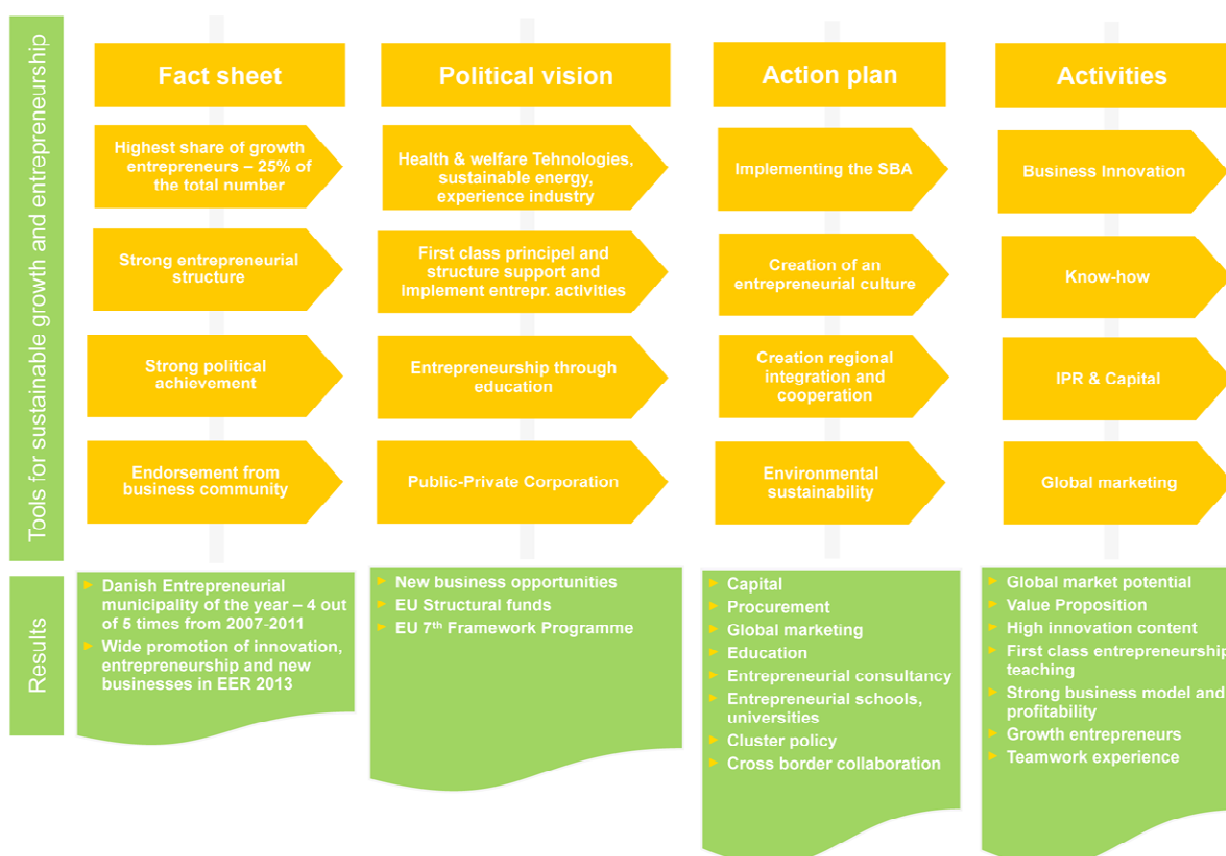 Tools for sustainable growth and entrepreneurship
Fact sheet
Highest share of growth
entrepreneurs – 25% of
the total number
Strong entrepreneurial
structure
Strong political
achievement
Endorsement from
business community
Political vision
Health & welfare Tehnologies,
sustainable energy,
experience industry
First class principel and
structure support and
implement entrepr. activities
Entrepreneurship through
education
Public-Private Corporation
Action plan
Implementing the SBA
Creation of an
entrepreneurial culture
Creation regional
integration and
cooperation
Environmental
sustainability
Activities
Business Innovation
Know-how
IPR & Capital
Global marketing
Results
Danish Entrepreneurial
municipality of the year – 4 out
of 5 times from 2007-2011
Wide promotion of innovation,
entrepreneurship and new
businesses in EER 2013
New business opportunities
EU Structural funds
EU 7th Framework Programme
Capital
Procurement
Global marketing
Education
Entrepreneurial consultancy
Entrepreneurial schools,
universities
Cluster policy
Cross border collaboration
Global market potential
Value Proposition
High innovation content
First class entrepreneurship
teaching
Strong business model and
profitability
Growth entrepreneurs
Teamwork experience